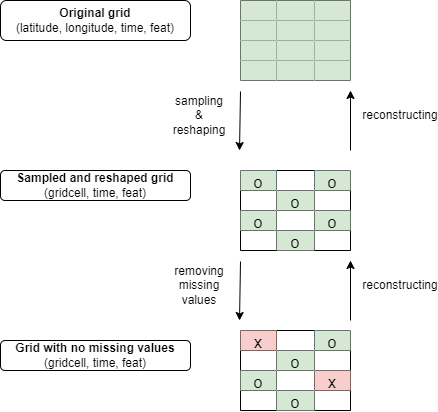 Original grid
(latitude, longitude, time, feat)
sampling
&
reshaping
reconstructing
Sampled and reshaped grid
(gridcell, time, feat)
O O
O
O O
O
removing
missing
values
reconstructing
Grid with no missing values
(gridcell, time, feat)
X O
O
O X
O